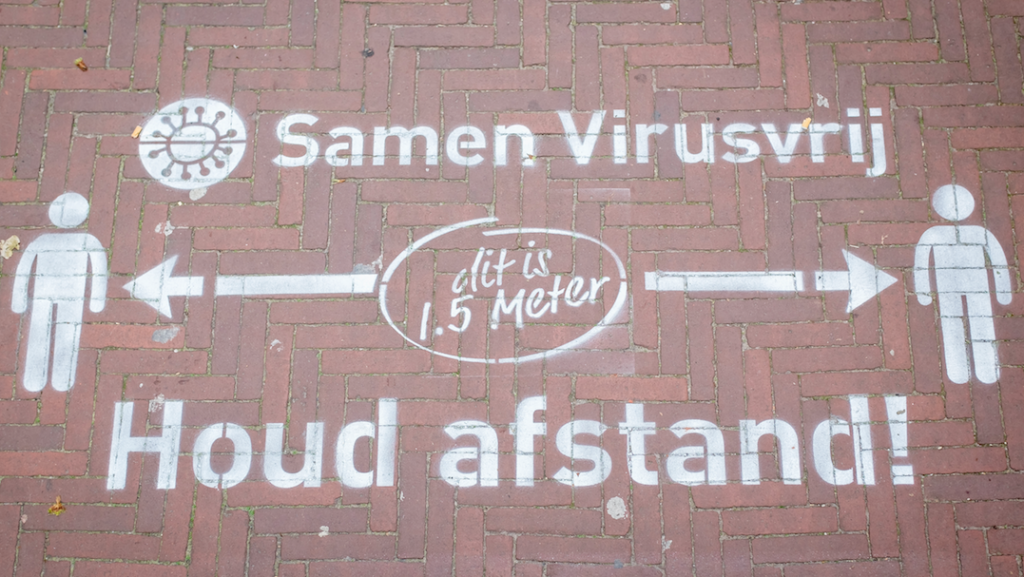 Samen Virusvrij
dit is
1.5 Meter
Houd afstand!